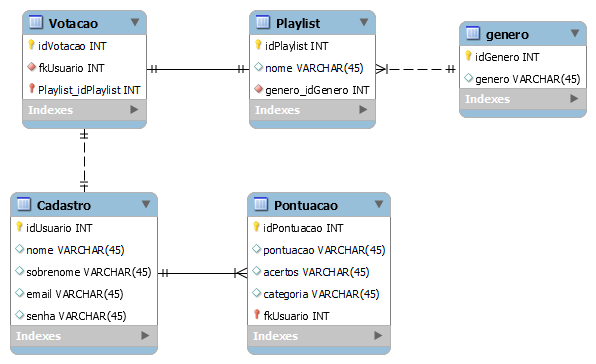 Votacao
idVotacao INT
fkUsuario INT
Playlist_idPlaylist INT
Indexes
Playlist
idPlaylist INT
nome VARCHAR(45)
genero_idGenero INT
Indexes
genero
idGenero INT
genero VARCHAR(45)
Indexes
Cadastro
idUsuario INT
nome VARCHAR(45)
sobrenome VARCHAR(45)
email VARCHAR(45)
senha VARCHAR(45)
Indexes
Pontuacao
idPontuacao INT
pontuacao VARCHAR(45)
acertos VARCHAR(45)
categoria VARCHAR(45)
fkUsuario INT
Indexes